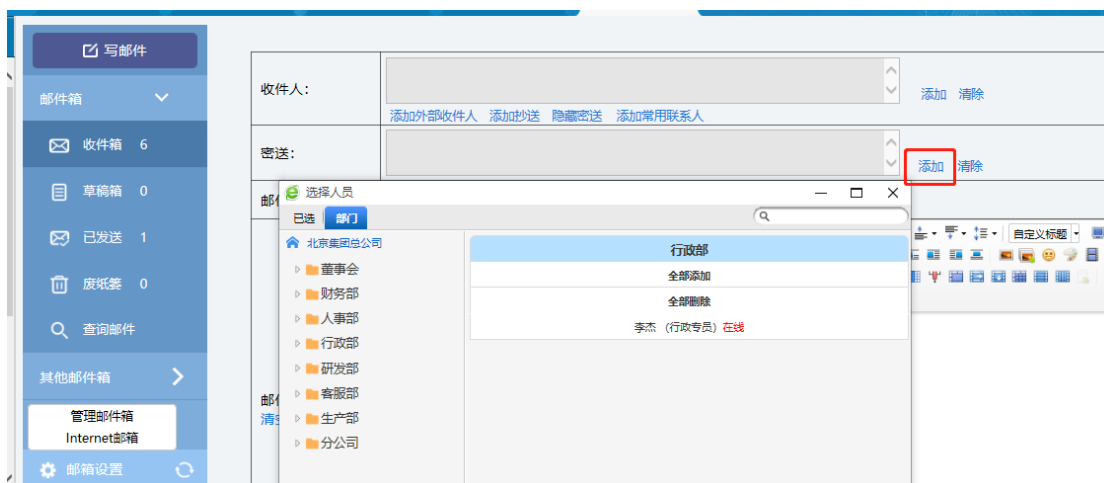 写邮件
邮件箱
收件箱 6
草稿箱 0
已发送 1
废纸篓 0
查询邮件
其他邮件箱
管理邮件箱
Internet邮箱
邮箱设置
收件人：
添加 清除
添加外部收件人 添加抄送 隐藏密送 添加常用联系人
密送：
添加 清除
选择人员
已选 部门
北京集团总公司
董事会
财务部
人事部
行政部
研发部
客服部
生产部
分公司
行政部
全部添加
全部删除
李杰 (行政专员) 在线
自定义标题